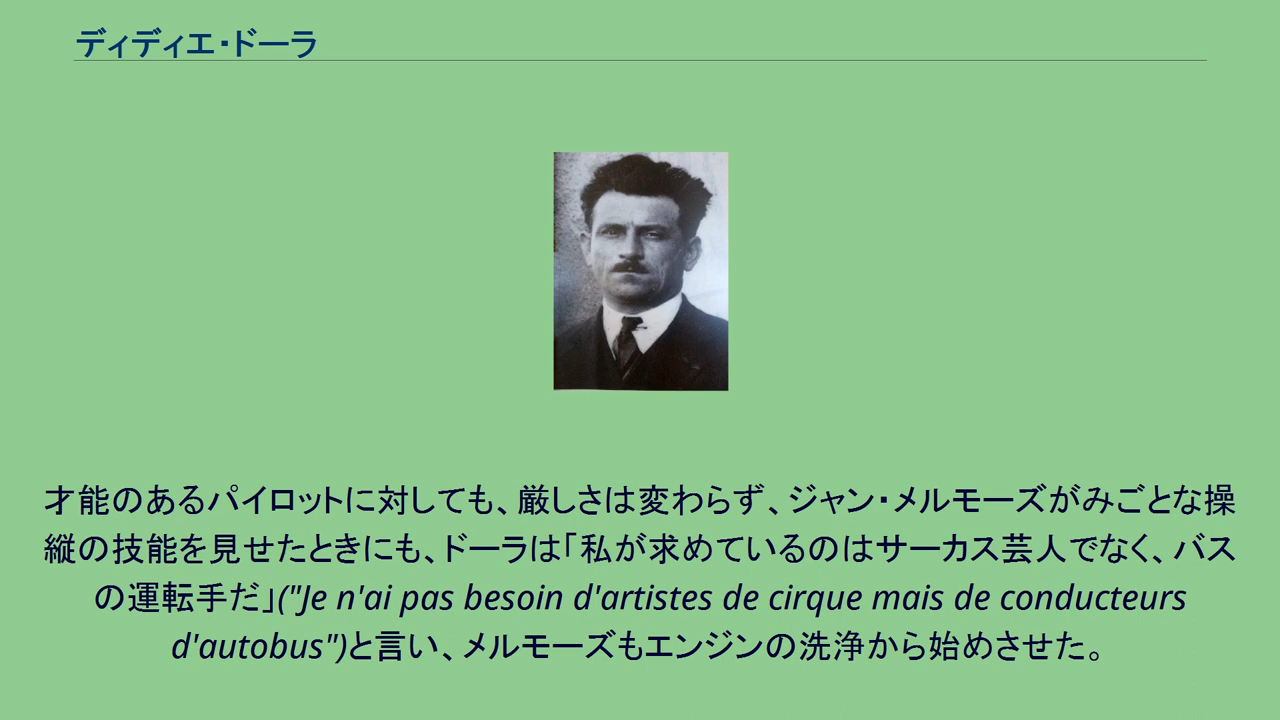 ディディエ・ドーラ
才能のあるパイロットに対しても、厳しさは変わらず、ジャン・メルモーズがみごとな操
縦の技能を見せたときにも、ドーラは「私が求めているのはサーカス芸人でなく、バス
の運転手だ」("Je n'ai pas besoin d'artistes de cirque mais de conducteurs
d'autobus")と言い、メルモーズもエンジンの洗浄から始めさせた。